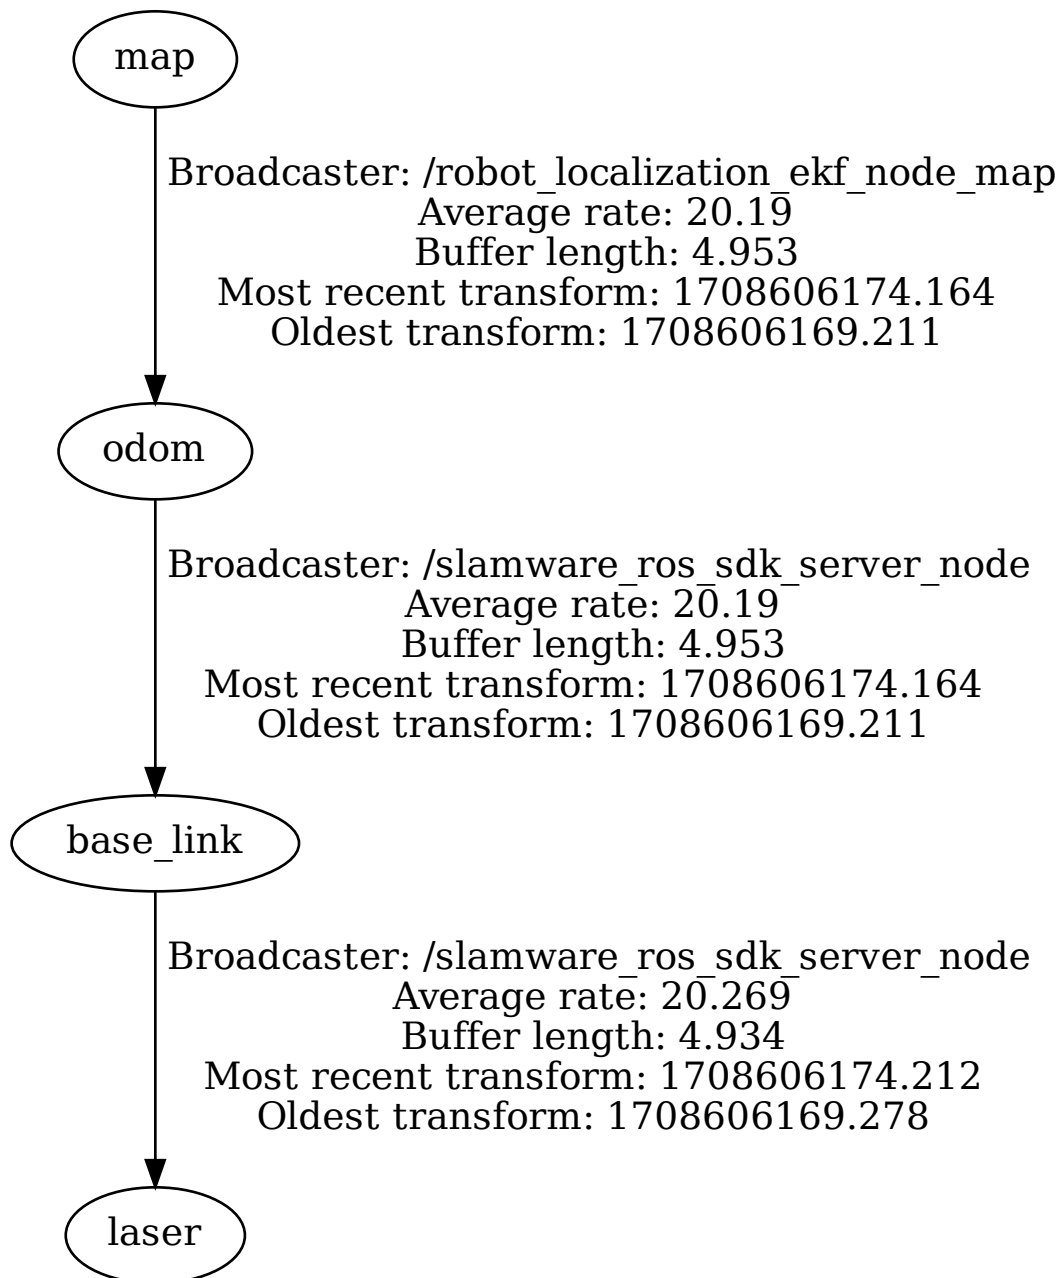 map
Broadcaster: /robot_localization_ekf_node_map
Average rate: 20.19
Buffer length: 4.953
Most recent transform: 1708606174.164
Oldest transform: 1708606169.211
odom
Broadcaster: /slamware_ros_sdk_server_node
Average rate: 20.19
Buffer length: 4.953
Most recent transform: 1708606174.164
Oldest transform: 1708606169.211
base_link
Broadcaster: /slamware_ros_sdk_server_node
Average rate: 20.269
Buffer length: 4.934
Most recent transform: 1708606174.212
Oldest transform: 1708606169.278
laser